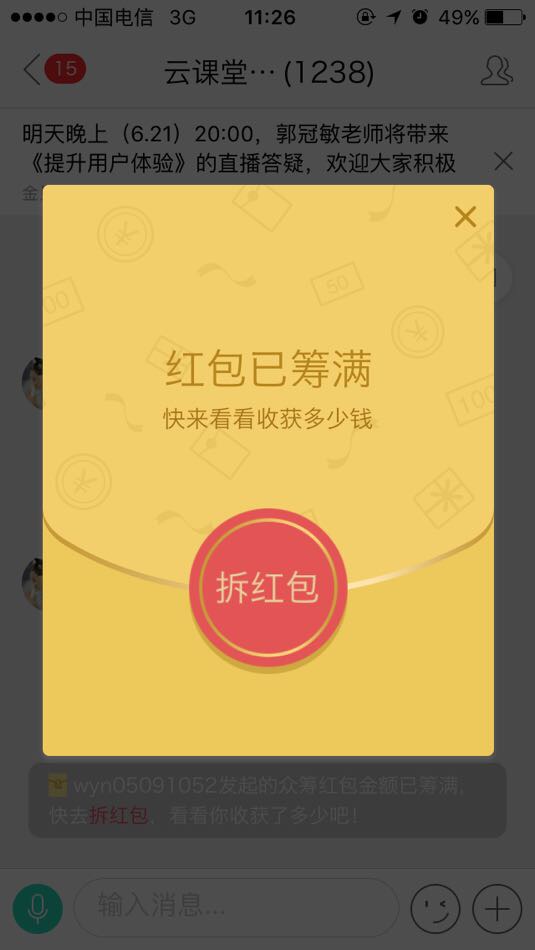 中国电信 3G 11:26 49%
15
云课堂… (1238)
明天晚上（6.21）20:00，郭冠敏老师将带来
《提升用户体验》的直播答疑，欢迎大家积极
50
100
红包已筹满
快来看看收获多少钱
拆红包
wyn05091052发起的众筹红包金额已筹满，
快去拆红包，看看你收获了多少吧！
输入消息...